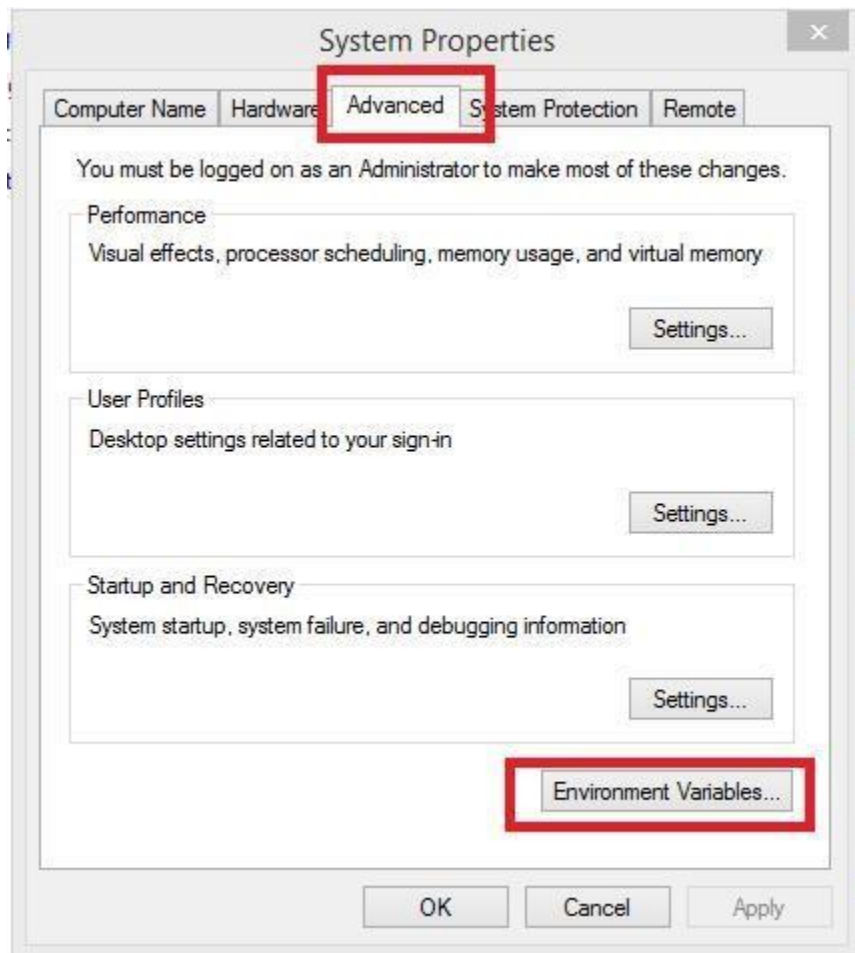 System Properties
Computer Name Hardware Advanced System Protection Remote
You must be logged on as an Administrator to make most of these changes.
Performance
Visual effects, processor scheduling, memory usage, and virtual memory
Settings...
User Profiles
Desktop settings related to your sign-in
Settings...
Startup and Recovery
System startup, system failure, and debugging information
Settings...
Environment Variables...
OK Cancel Apply